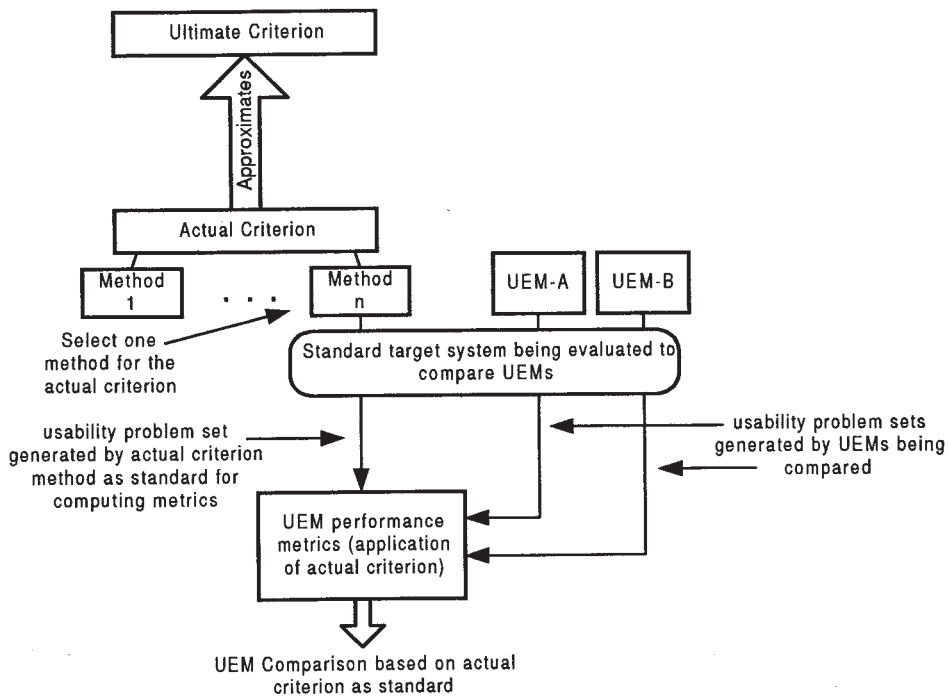 Ultimate Criterion
Approximates
Actual Criterion
Method
1
. . .
Method
n
UEM-A
UEM-B
Select one
method for the
actual criterion
Standard target system being evaluated to
compare UEMs
usability problem set
generated by actual criterion
method as standard for
computing metrics
usability problem sets
generated by UEMs being
compared
UEM performance
metrics (application
of actual criterion)
UEM Comparison based on actual
criterion as standard